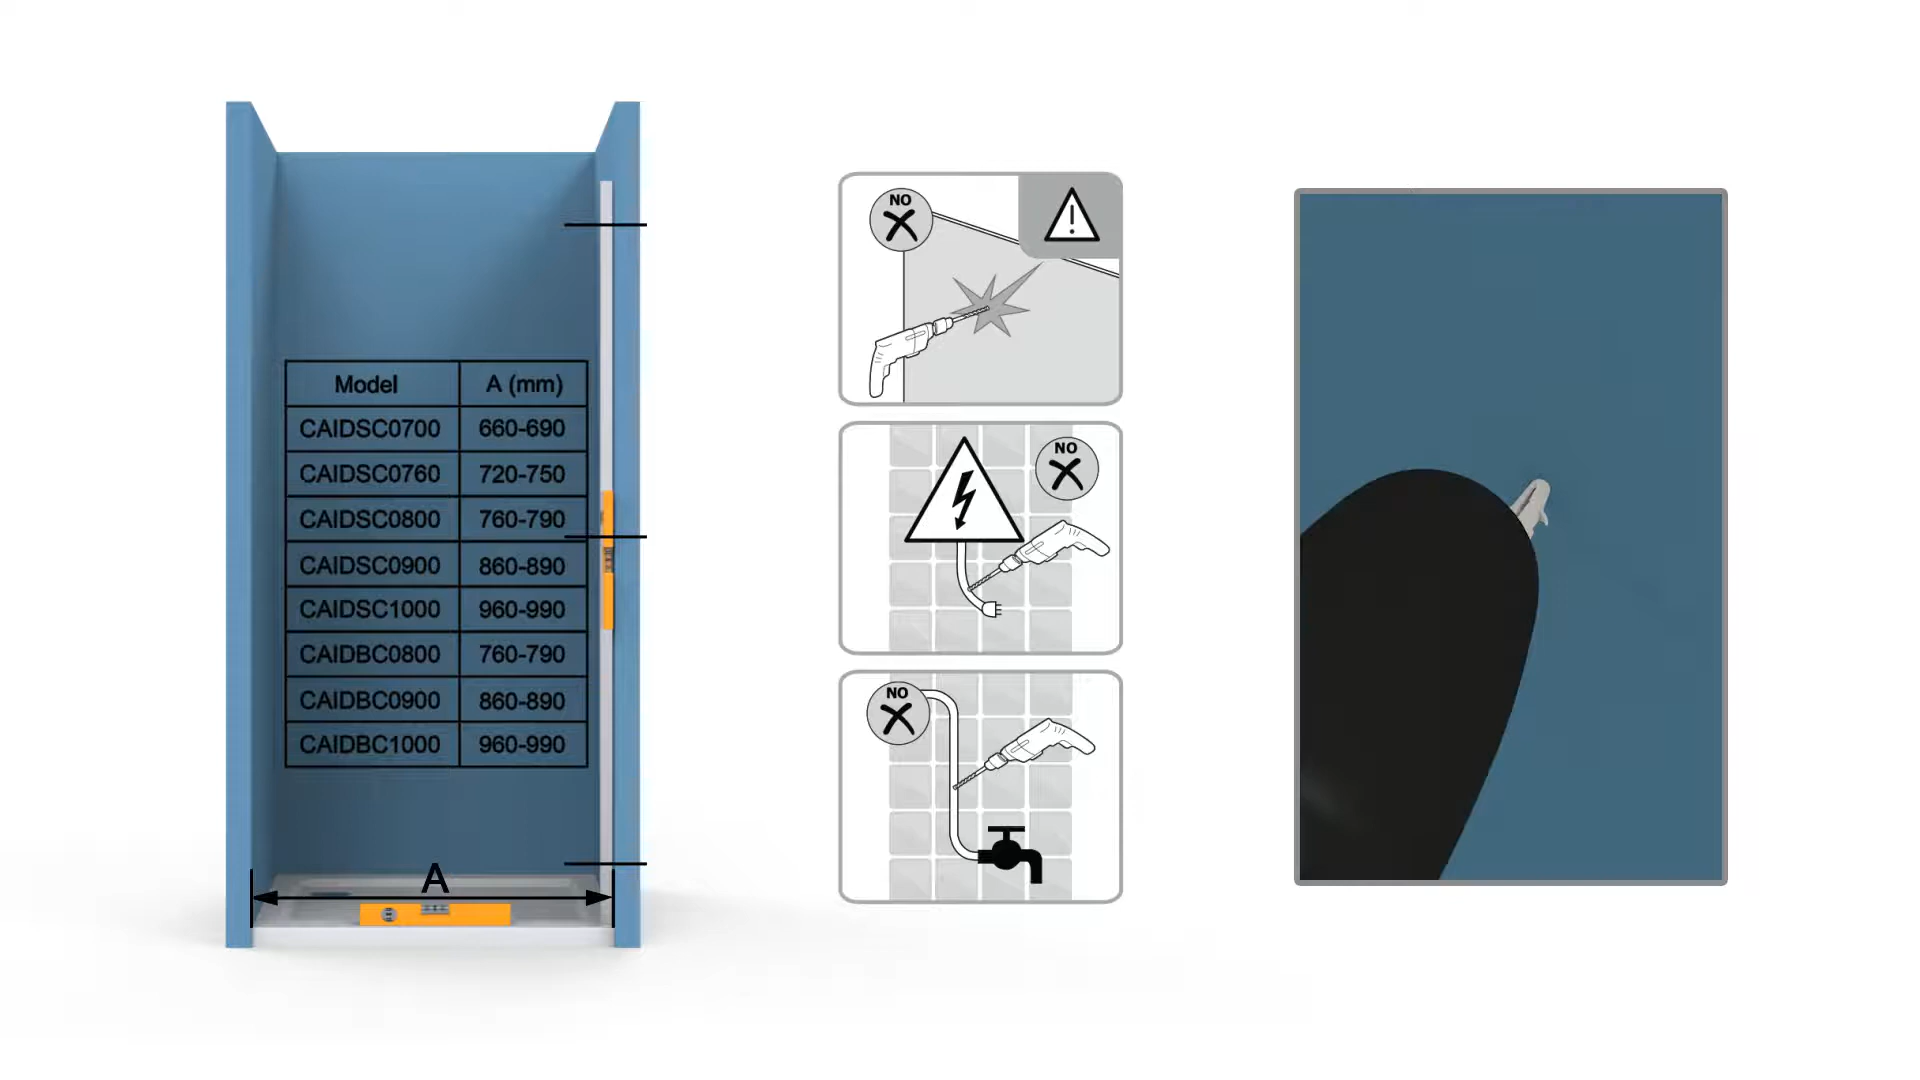 Model A (mm)
CAIDSC0700 660-690
CAIDSC0760 720-750
CAIDSC0800 760-790
CAIDSC0900 860-890
CAIDSC1000 960-990
CAIDBC0800 760-790
CAIDBC0900 860-890
CAIDBC1000 960-990
A
NO
NO
NO